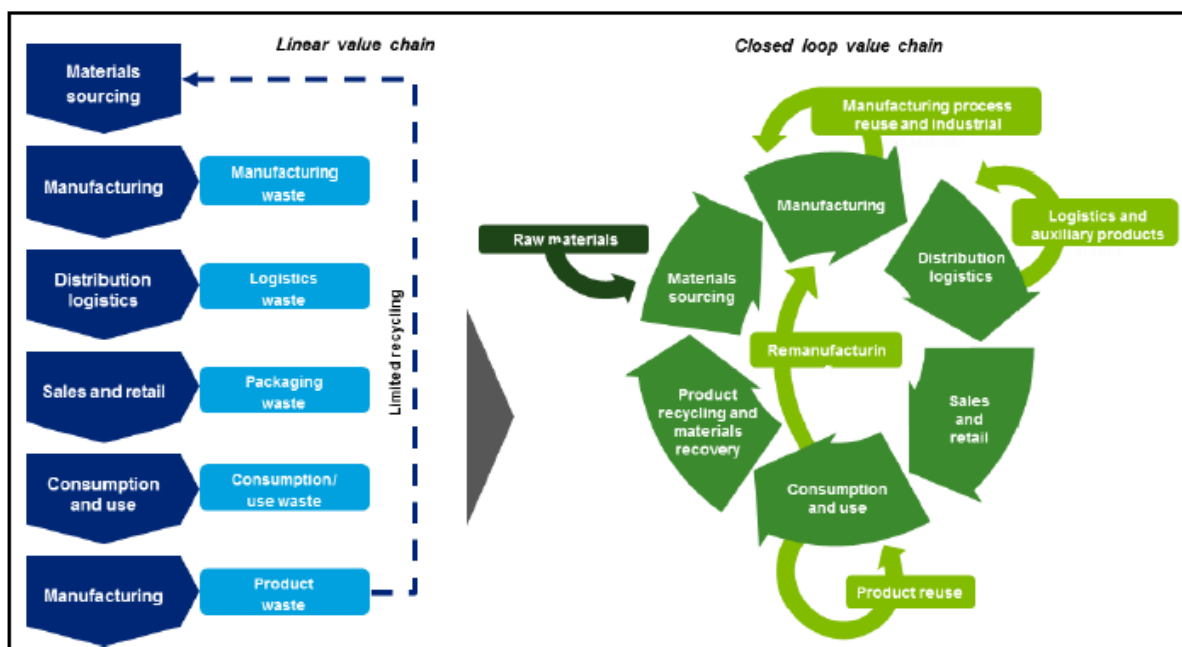 Linear value chain
Materials
sourcing
Manufacturing
Manufacturing
waste
Distribution
logistics
Logistics
waste
Sales and retail
Packaging
waste
Consumption
and use
Consumption/
use waste
Manufacturing
Product
waste
Limited recycling
Closed loop value chain
Manufacturing process
reuse and industrial
Manufacturing
Logistics and
auxiliary products
Raw materials
Distribution
logistics
Materials
sourcing
Remanufacturin
Product
recycling and
materials
recovery
Sales
and
retail
Consumption
and use
Product reuse